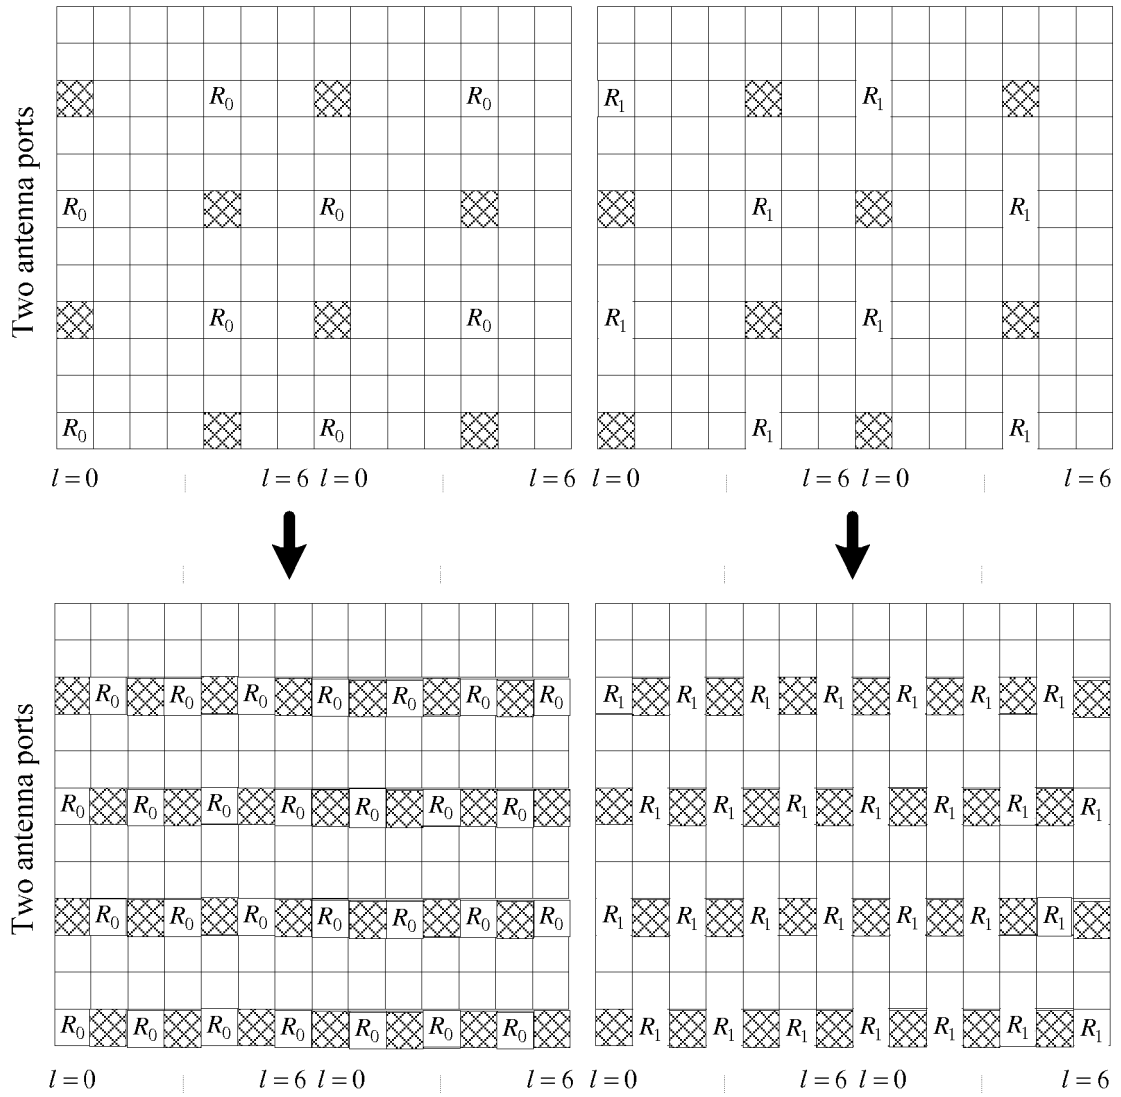 Two antenna ports
R₀ R₀ R₁ R₁
R₀ R₀ R₁ R₁
R₀ R₀ R₁ R₁
R₀ R₀ R₁ R₁
l = 0 l = 6 l = 0 l = 6 l = 0 l = 6 l = 0 l = 6
Two antenna ports
R₀ R₀ R₀ R₀ R₀ R₀ R₀ R₁ R₁ R₁ R₁ R₁ R₁ R₁
R₀ R₀ R₀ R₀ R₀ R₀ R₀ R₁ R₁ R₁ R₁ R₁ R₁ R₁
R₀ R₀ R₀ R₀ R₀ R₀ R₀ R₁ R₁ R₁ R₁ R₁ R₁ R₁
R₀ R₀ R₀ R₀ R₀ R₀ R₀ R₁ R₁ R₁ R₁ R₁ R₁ R₁
l = 0 l = 6 l = 0 l = 6 l = 0 l = 6 l = 0 l = 6